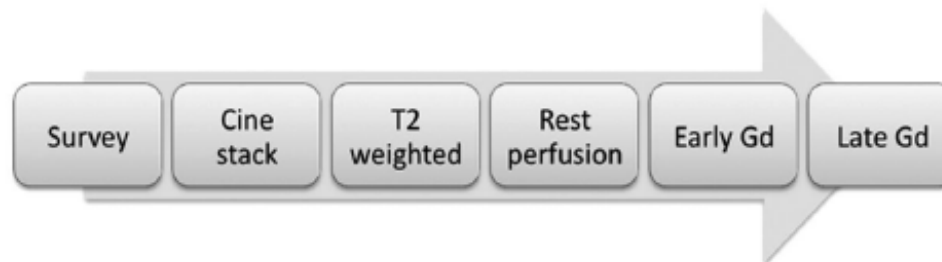 Survey
Cine
stack
T2
weighted
Rest
perfusion
Early Gd
Late Gd